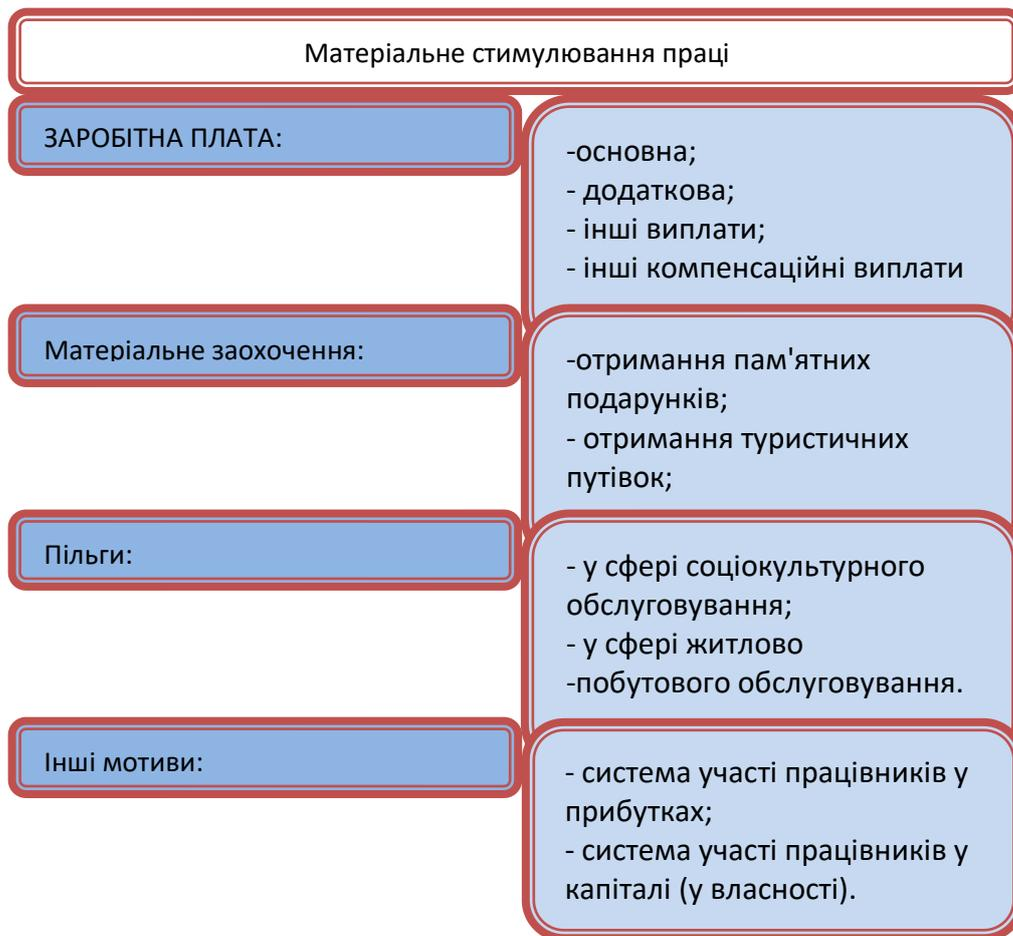 Матеріальне стимулювання праці
ЗАРОБІТНА ПЛАТА:
-основна;
- додаткова;
- інші виплати;
- інші компенсаційні виплати
Матеріальне заохочення:
-отримання пам'ятних
подарунків;
- отримання туристичних
путівок;
Пільги:
- у сфері соціокультурного
обслуговування;
- у сфері житлово
-побутового обслуговування.
Інші мотиви:
- система участі працівників у
прибутках;
- система участі працівників у
капіталі (у власності).